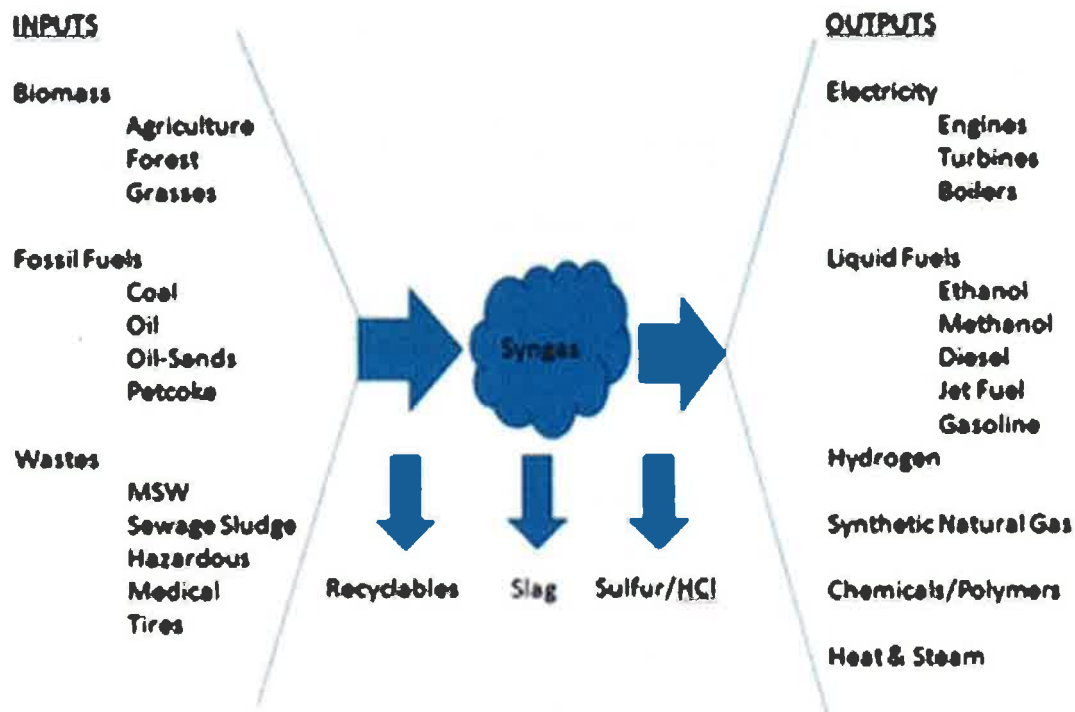 INPUTS
Biomass
Agriculture
Forest
Grasses
Fossil Fuels
Coal
Oil
Oil-Sands
Petcoke
Wastes
MSW
Sewage Sludge
Hazardous
Medical
Tires
Syngas
Recyclables
Slag
Sulfur/HCl
OUTPUTS
Electricity
Engines
Turbines
Boilers
Liquid Fuels
Ethanol
Methanol
Diesel
Jet Fuel
Gasoline
Hydrogen
Synthetic Natural Gas
Chemicals/Polymers
Heat & Steam